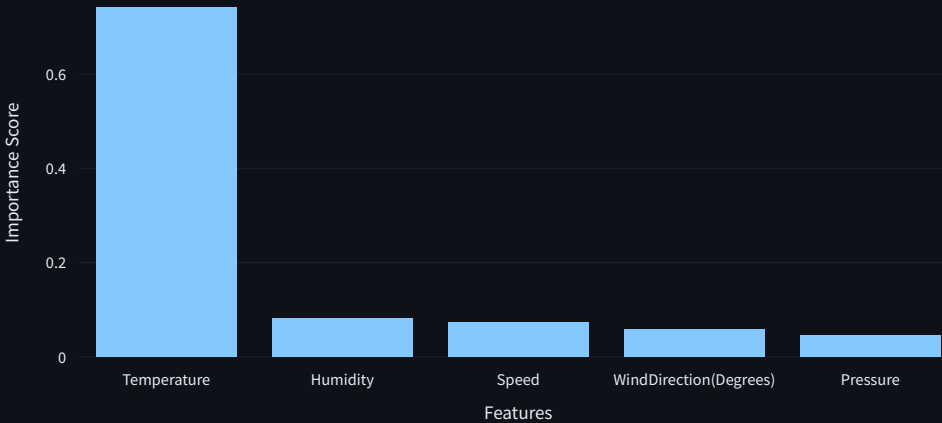 Importance Score
0.6
0.4
0.2
0
Temperature
Humidity
Speed
WindDirection(Degrees)
Pressure
Features